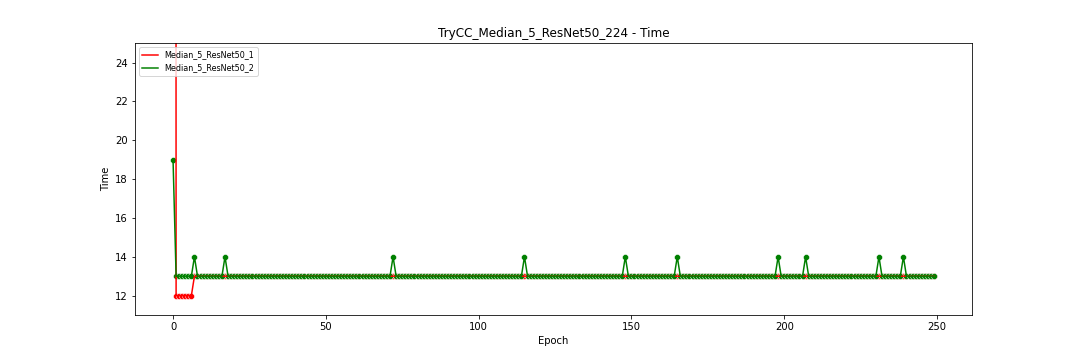 TryCC_Median_5_ResNet50_224 - Time
Median_5_ResNet50_1
Median_5_ResNet50_2
Time
24
22
20
18
16
14
12
0 50 100 150 200 250
Epoch